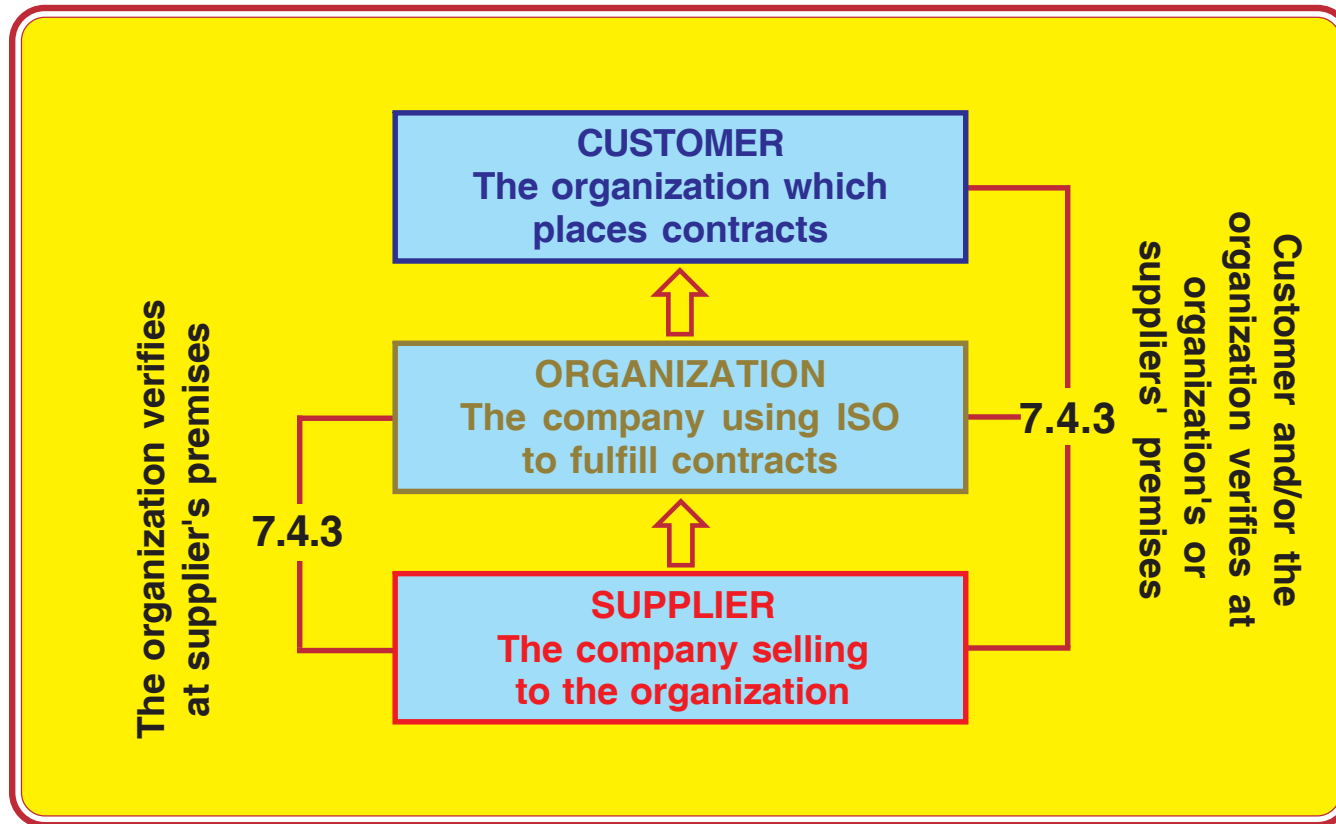 CUSTOMER
The organization which
places contracts
ORGANIZATION
The company using ISO
to fulfill contracts
SUPPLIER
The company selling
to the organization
7.4.3
The organization verifies
at supplier's premises
7.4.3
Customer and/or the
organization verifies at
organization's or
suppliers' premises